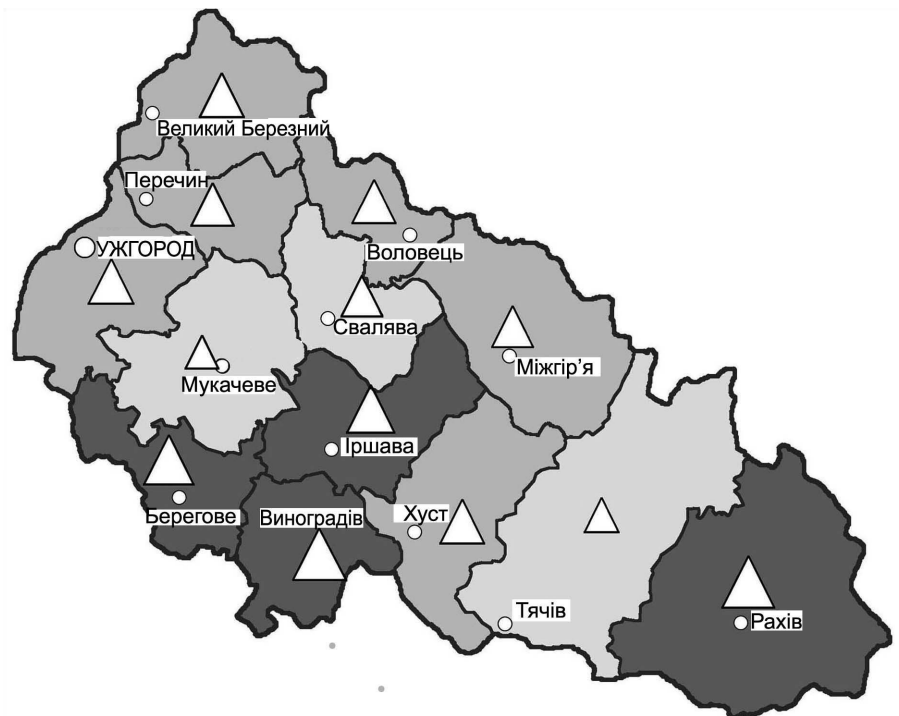 Великий Березний
Перечин
УЖГОРОД
Воловець
Свалява
Міжгір’я
Мукачеве
Іршава
Берегове
Виноградів
Хуст
Тячів
Рахів